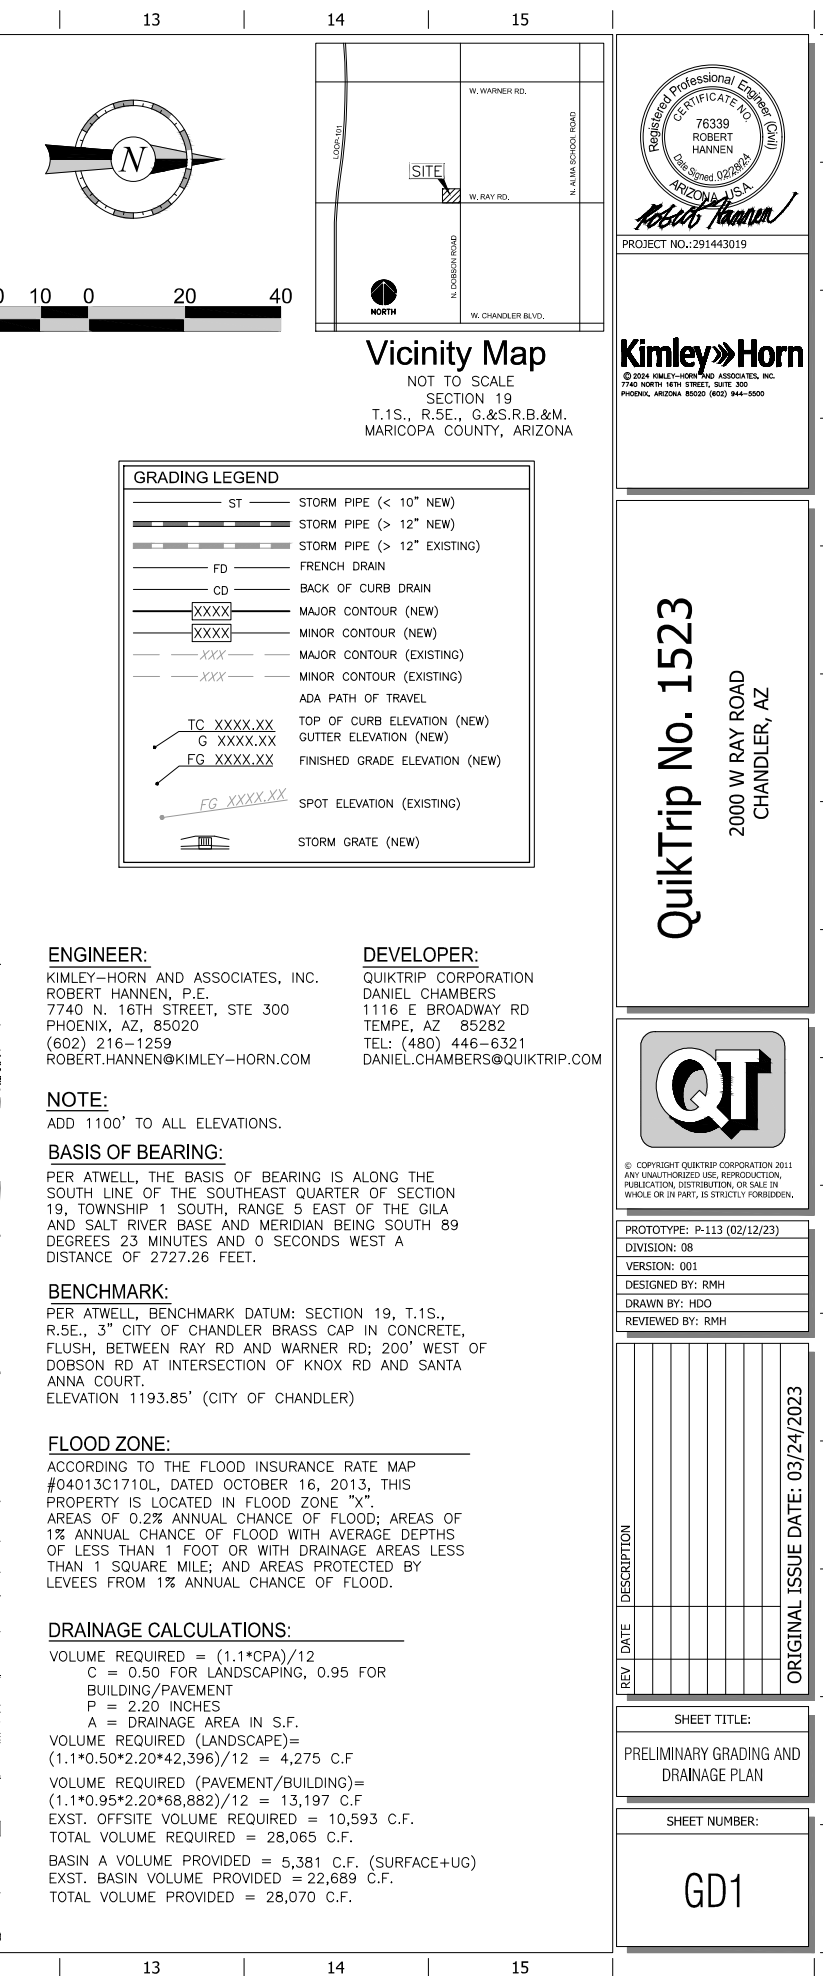 13 14 15
N
10 0 20 40
W. WARNER RD.
LOOP-101
N. ALMA SCHOOL ROAD
SITE
W. RAY RD.
N. DOBSON ROAD
NORTH
W. CHANDLER BLVD.
Vicinity Map
NOT TO SCALE
SECTION 19
T.1S., R.5E., G.&S.R.B.&M.
MARICOPA COUNTY, ARIZONA
GRADING LEGEND
ST STORM PIPE (< 10" NEW)
STORM PIPE (> 12" NEW)
STORM PIPE (> 12" EXISTING)
FD FRENCH DRAIN
CD BACK OF CURB DRAIN
XXXX MAJOR CONTOUR (NEW)
XXXX MINOR CONTOUR (NEW)
XXX MAJOR CONTOUR (EXISTING)
XXX MINOR CONTOUR (EXISTING)
ADA PATH OF TRAVEL
TC XXXX.XX TOP OF CURB ELEVATION (NEW)
G XXXX.XX GUTTER ELEVATION (NEW)
FG XXXX.XX FINISHED GRADE ELEVATION (NEW)
FG XXXX.XX SPOT ELEVATION (EXISTING)
STORM GRATE (NEW)
ENGINEER:
KIMLEY-HORN AND ASSOCIATES, INC.
ROBERT HANNEN, P.E.
7740 N. 16TH STREET, STE 300
PHOENIX, AZ, 85020
(602) 216-1259
ROBERT.HANNEN@KIMLEY-HORN.COM
DEVELOPER:
QUIKTRIP CORPORATION
DANIEL CHAMBERS
1116 E BROADWAY RD
TEMPE, AZ 85282
TEL: (480) 446-6321
DANIEL.CHAMBERS@QUIKTRIP.COM
NOTE:
ADD 1100' TO ALL ELEVATIONS.
BASIS OF BEARING:
PER ATWELL, THE BASIS OF BEARING IS ALONG THE
SOUTH LINE OF THE SOUTHEAST QUARTER OF SECTION
19, TOWNSHIP 1 SOUTH, RANGE 5 EAST OF THE GILA
AND SALT RIVER BASE AND MERIDIAN BEING SOUTH 89
DEGREES 23 MINUTES AND 0 SECONDS WEST A
DISTANCE OF 2727.26 FEET.
BENCHMARK:
PER ATWELL, BENCHMARK DATUM: SECTION 19, T.1S.,
R.5E., 3" CITY OF CHANDLER BRASS CAP IN CONCRETE,
FLUSH, BETWEEN RAY RD AND WARNER RD; 200' WEST OF
DOBSON RD AT INTERSECTION OF KNOX RD AND SANTA
ANNA COURT.
ELEVATION 1193.85' (CITY OF CHANDLER)
FLOOD ZONE:
ACCORDING TO THE FLOOD INSURANCE RATE MAP
#04013C1710L, DATED OCTOBER 16, 2013, THIS
PROPERTY IS LOCATED IN FLOOD ZONE "X".
AREAS OF 0.2% ANNUAL CHANCE OF FLOOD; AREAS OF
1% ANNUAL CHANCE OF FLOOD WITH AVERAGE DEPTHS
OF LESS THAN 1 FOOT OR WITH DRAINAGE AREAS LESS
THAN 1 SQUARE MILE; AND AREAS PROTECTED BY
LEVEES FROM 1% ANNUAL CHANCE OF FLOOD.
DRAINAGE CALCULATIONS:
VOLUME REQUIRED = (1.1*CPA)/12
C = 0.50 FOR LANDSCAPING, 0.95 FOR
BUILDING/PAVEMENT
P = 2.20 INCHES
A = DRAINAGE AREA IN S.F.
VOLUME REQUIRED (LANDSCAPE)=
(1.1*0.50*2.20*42,396)/12 = 4,275 C.F
VOLUME REQUIRED (PAVEMENT/BUILDING)=
(1.1*0.95*2.20*68,882)/12 = 13,197 C.F
EXST. OFFSITE VOLUME REQUIRED = 10,593 C.F.
TOTAL VOLUME REQUIRED = 28,065 C.F.
BASIN A VOLUME PROVIDED = 5,381 C.F. (SURFACE+UG)
EXST. BASIN VOLUME PROVIDED = 22,689 C.F.
TOTAL VOLUME PROVIDED = 28,070 C.F.
Registered Professional Engineer (Civil)
CERTIFICATE NO.
76339
ROBERT
HANNEN
Date Signed. 02/28/24
ARIZONA, U.S.A.
Robert Hannen
PROJECT NO.:291443019
Kimley»Horn
© 2024 KIMLEY-HORN AND ASSOCIATES, INC.
7740 NORTH 16TH STREET, SUITE 300
PHOENIX, ARIZONA 85020 (602) 944-5500
QuikTrip No. 1523
2000 W RAY ROAD
CHANDLER, AZ
QT
© COPYRIGHT QUIKTRIP CORPORATION 2011
ANY UNAUTHORIZED USE, REPRODUCTION,
PUBLICATION, DISTRIBUTION, OR SALE IN
WHOLE OR IN PART, IS STRICTLY FORBIDDEN.
PROTOTYPE: P-113 (02/12/23)
DIVISION: 08
VERSION: 001
DESIGNED BY: RMH
DRAWN BY: HDO
REVIEWED BY: RMH
REV DATE DESCRIPTION
ORIGINAL ISSUE DATE: 03/24/2023
SHEET TITLE:
PRELIMINARY GRADING AND
DRAINAGE PLAN
SHEET NUMBER:
GD1
13 14 15